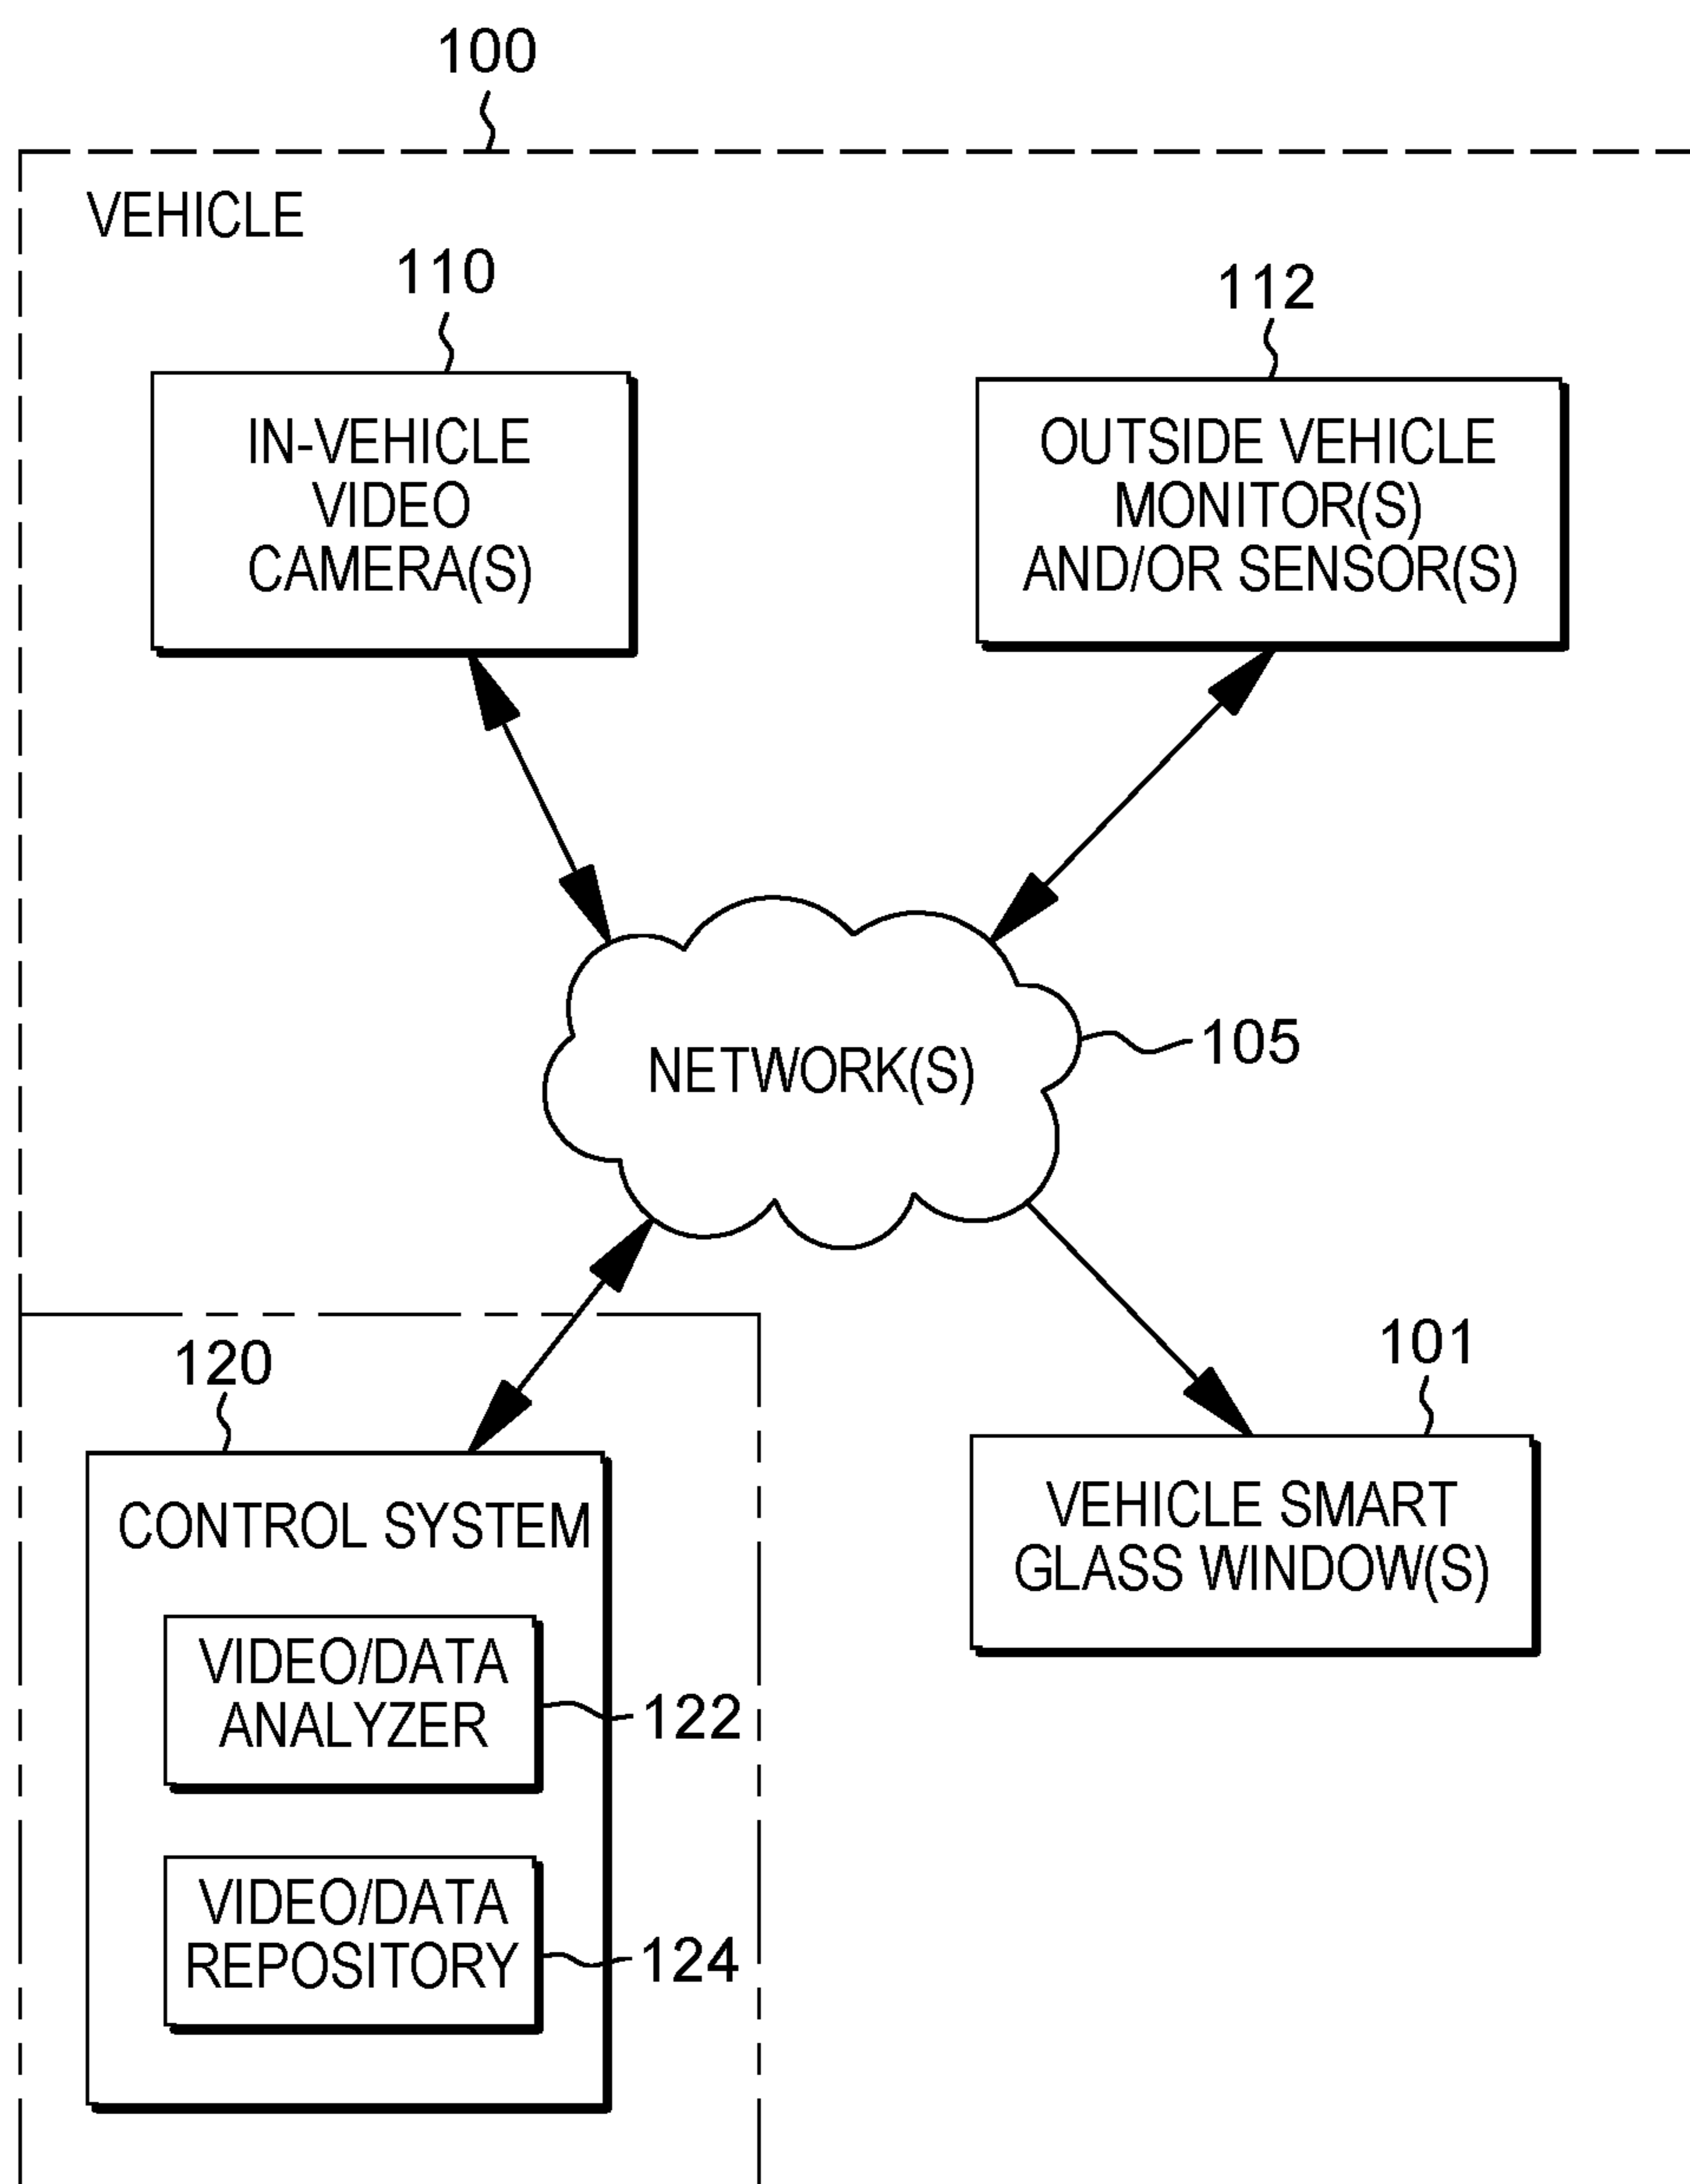 100
VEHICLE
110
112
IN-VEHICLE
VIDEO
CAMERA(S)
OUTSIDE VEHICLE
MONITOR(S)
AND/OR SENSOR(S)
NETWORK(S)
105
120
101
CONTROL SYSTEM
VEHICLE SMART
GLASS WINDOW(S)
VIDEO/DATA
ANALYZER
122
VIDEO/DATA
REPOSITORY
124